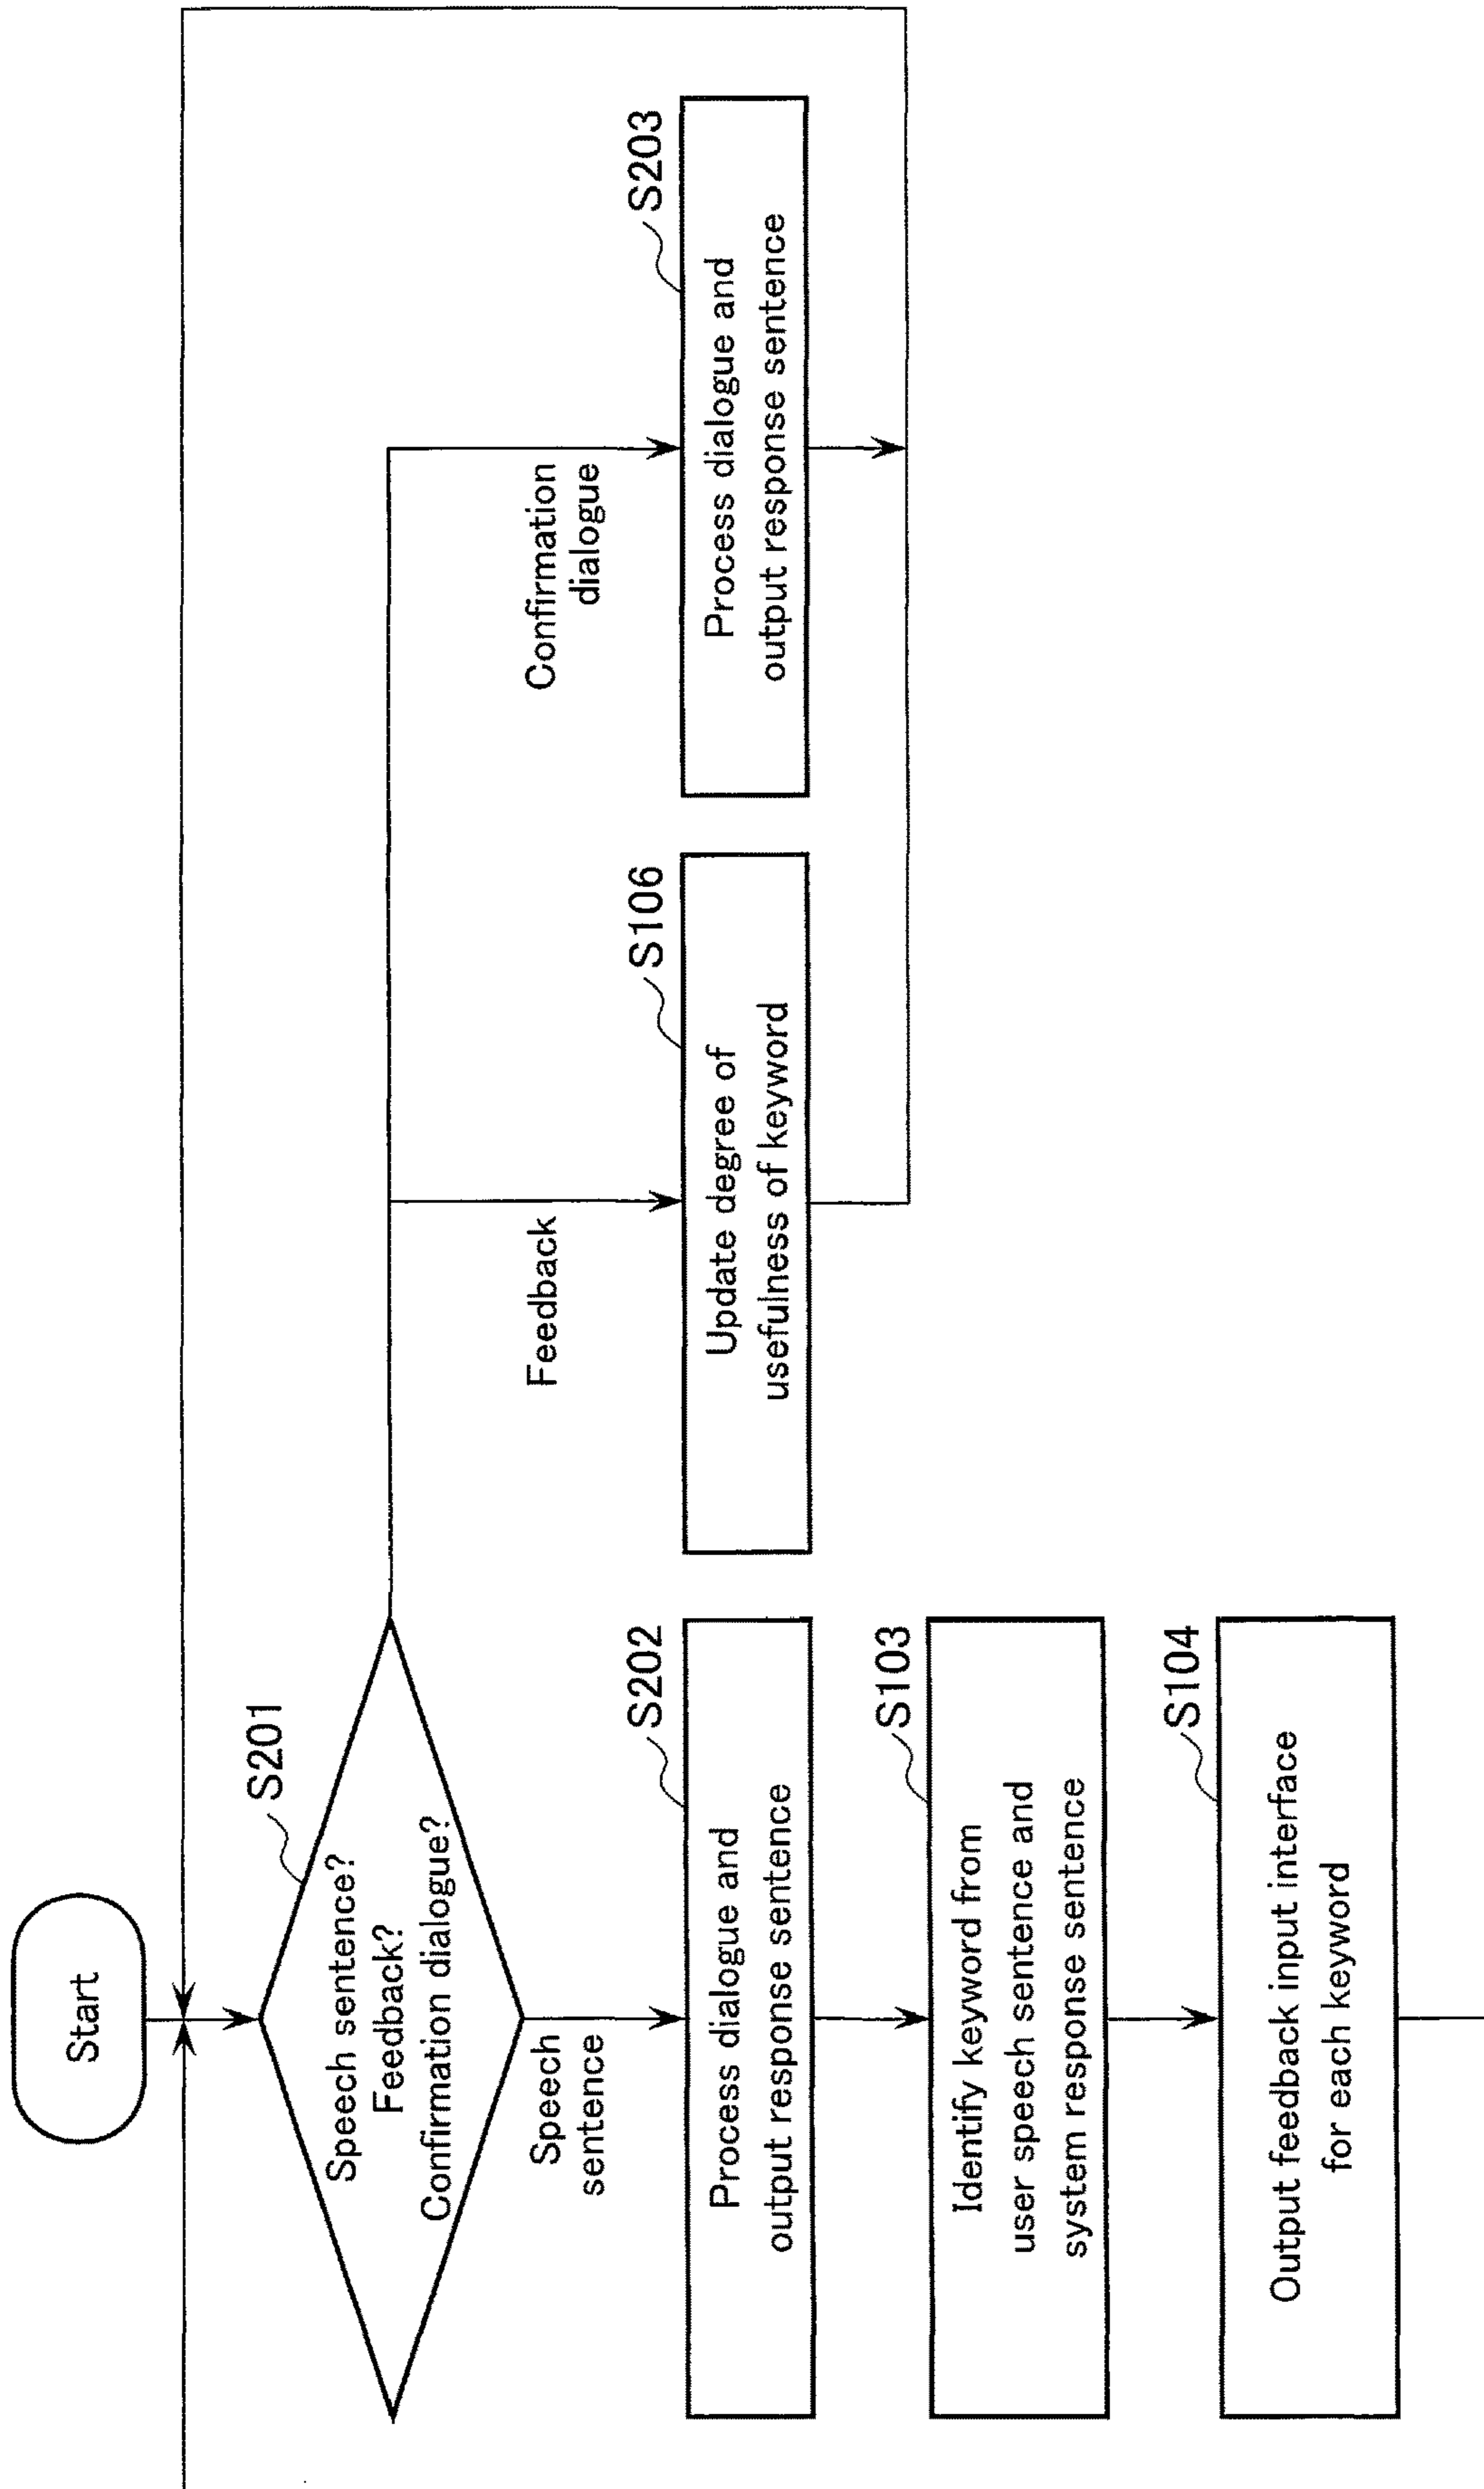 Start
S201
Speech sentence?
Feedback?
Confirmation dialogue?
Speech
sentence
Feedback
Confirmation
dialogue
S202
Process dialogue and
output response sentence
S106
Update degree of
usefulness of keyword
S203
Process dialogue and
output response sentence
S103
Identify keyword from
user speech sentence and
system response sentence
S104
Output feedback input interface
for each keyword